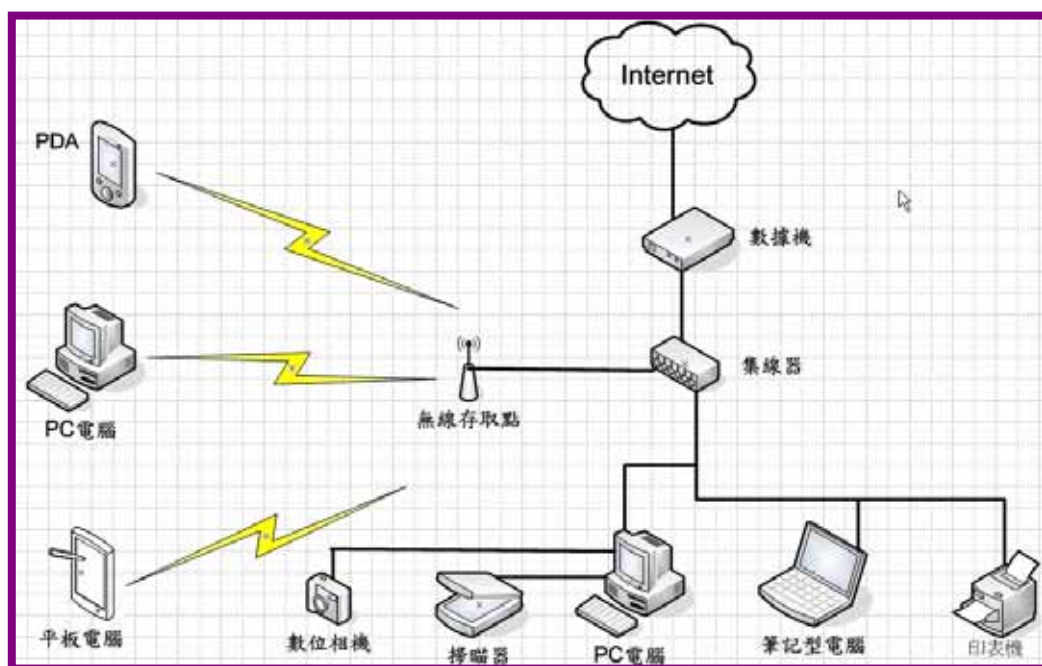 Internet
PDA
數據機
集線器
無線存取點
PC電腦
平板電腦
數位相機
掃瞄器
PC電腦
筆記型電腦
印表機